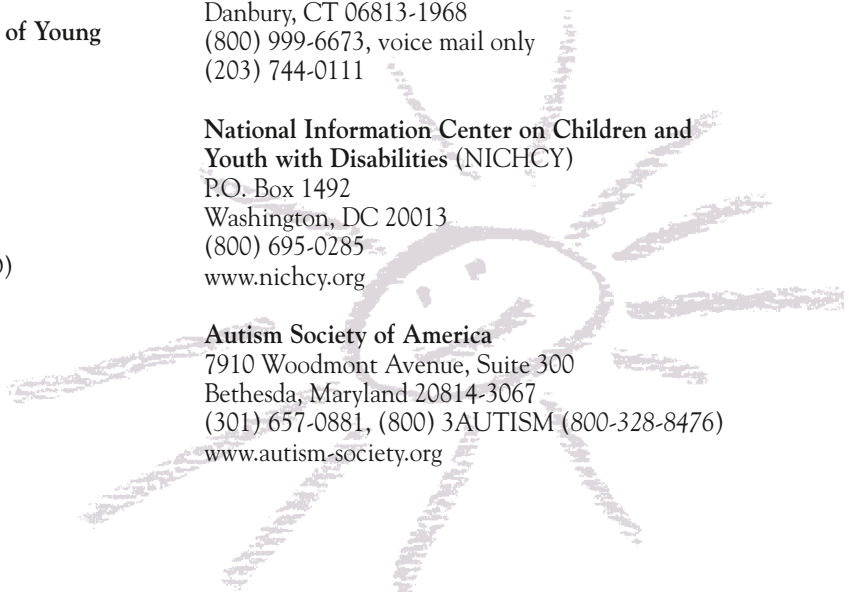 of Young
)
Danbury, CT 06813-1968
(800) 999-6673, voice mail only
(203) 744-0111
National Information Center on Children and
Youth with Disabilities (NICHCY)
P.O. Box 1492
Washington, DC 20013
(800) 695-0285
www.nichcy.org
Autism Society of America
7910 Woodmont Avenue, Suite 300
Bethesda, Maryland 20814-3067
(301) 657-0881, (800) 3AUTISM (800-328-8476)
www.autism-society.org